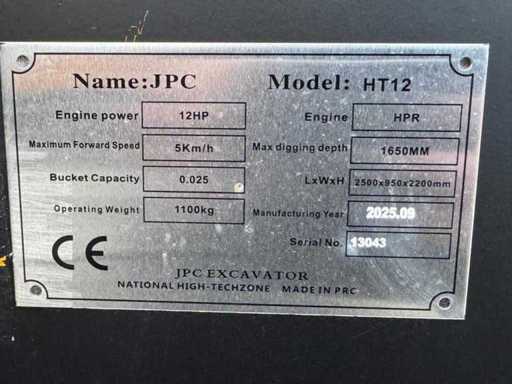 Name:JPC Model: HT12
Engine power 12HP Engine HPR
Maximum Forward Speed 5Km/h Max digging depth 1650MM
Bucket Capacity 0.025 LxWxH 2500x950x2200mm
Operating Weight 1100kg Manufacturing Year 2025.09
Serial No. 13043
CE
JPC EXCAVATOR
NATIONAL HIGH-TECHZONE MADE IN PRC